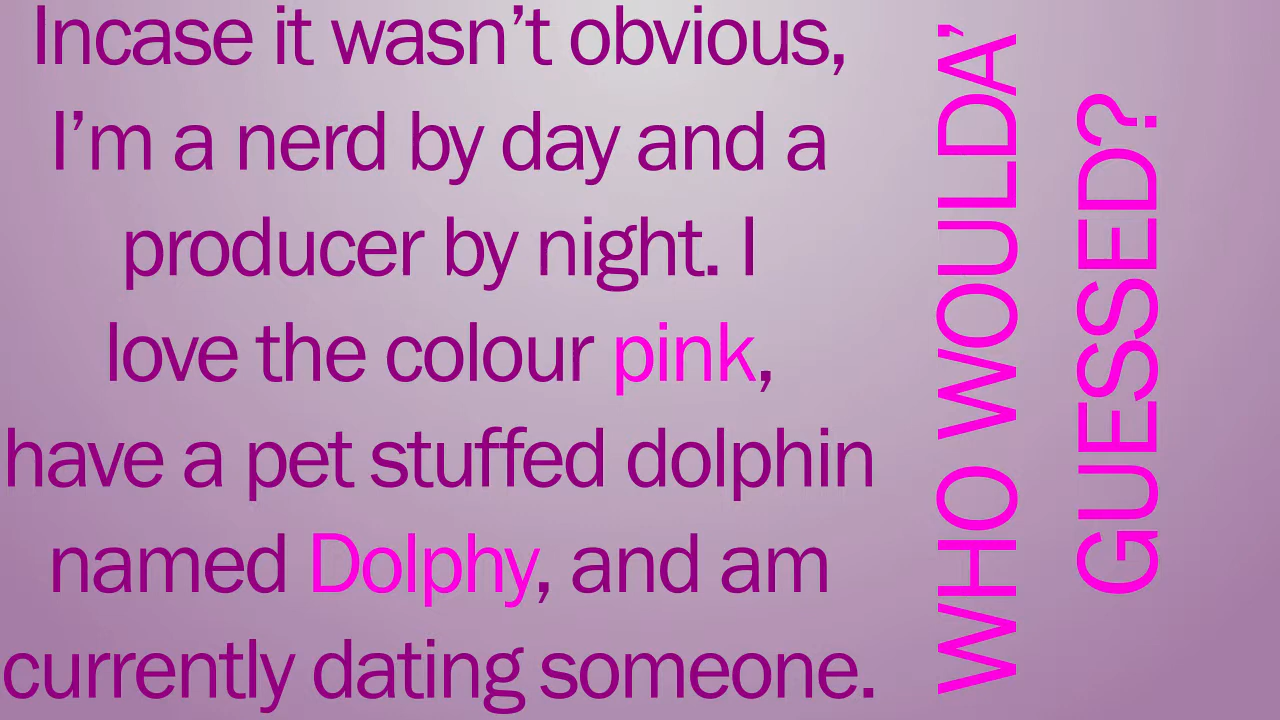 Incase it wasn’t obvious,
I’m a nerd by day and a
producer by night. I
love the colour pink,
have a pet stuffed dolphin
named Dolphy, and am
currently dating someone.
WHO WOULDA’
GUESSED?